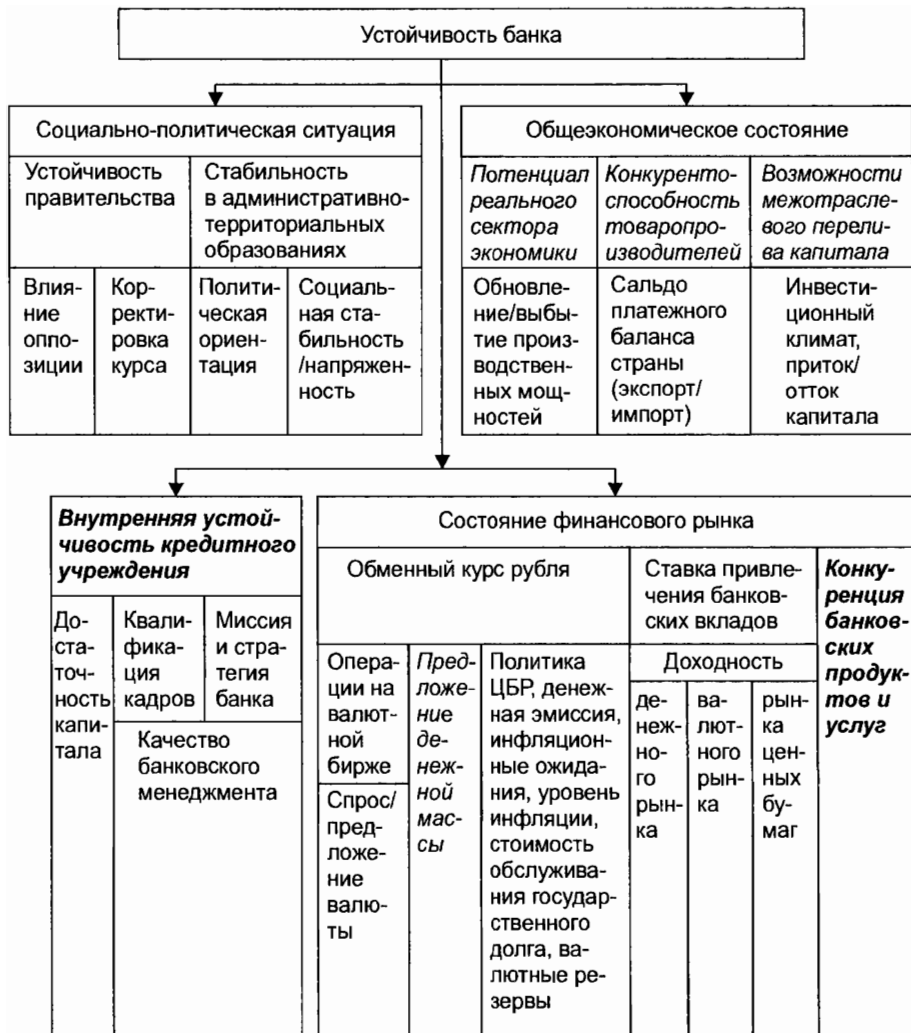 Устойчивость банка
Социально-политическая ситуация
Устойчивость
правительства
Стабильность
в административно-
территориальных
образованиях
Влия-
ние
оппо-
зиции
Кор-
ректи-
ровка
курса
Полити-
ческая
ориен-
тация
Социаль-
ная ста-
бильность
/напряжен-
ность
Общеэкономическое состояние
Потенциал
реального
сектора
экономики
Конкуренто-
способность
товаропро-
изводителей
Возможности
межотрасле-
вого перели-
ва капитала
Обновле-
ние/выбы-
тие произ-
водствен-
ных мощ-
ностей
Сальдо
платежного
баланса
страны
(экспорт/
импорт)
Инвести-
ционный
климат,
приток/
отток
капитала
Внутренняя устой-
чивость кредитного
учреждения
До-
ста-
точ-
ность
капи-
тала
Квали-
фика-
ция
кадров
Миссия
и стра-
тегия
банка
Качество
банковского
менеджмента
Состояние финансового рынка
Обменный курс рубля
Опера-
ции на
валют-
ной
бирже
Спрос/
пред-
ложе-
ние
валю-
ты
Пред-
ложе-
ние
де-
неж-
ной
мас-
сы
Политика
ЦБР, денеж-
ная эмиссия,
инфляцион-
ные ожида-
ния, уровень
инфляции,
стоимость
обслужива-
ния государ-
ственного
долга, ва-
лютные ре-
зервы
Ставка привле-
чения банков-
ских вкладов
Доходность
де-
неж-
но-
го
рын-
ка
ва-
лют-
ного
рын-
ка
рын-
ка
цен-
ных
бу-
маг
Конку-
ренция
банков-
ских
продук-
тов и
услуг